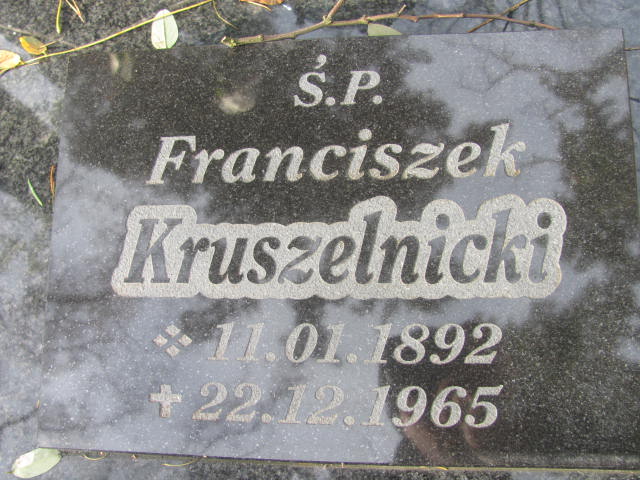 Ś.P.
Franciszek
Kruszelnicki
11.01.1892
22.12.1965